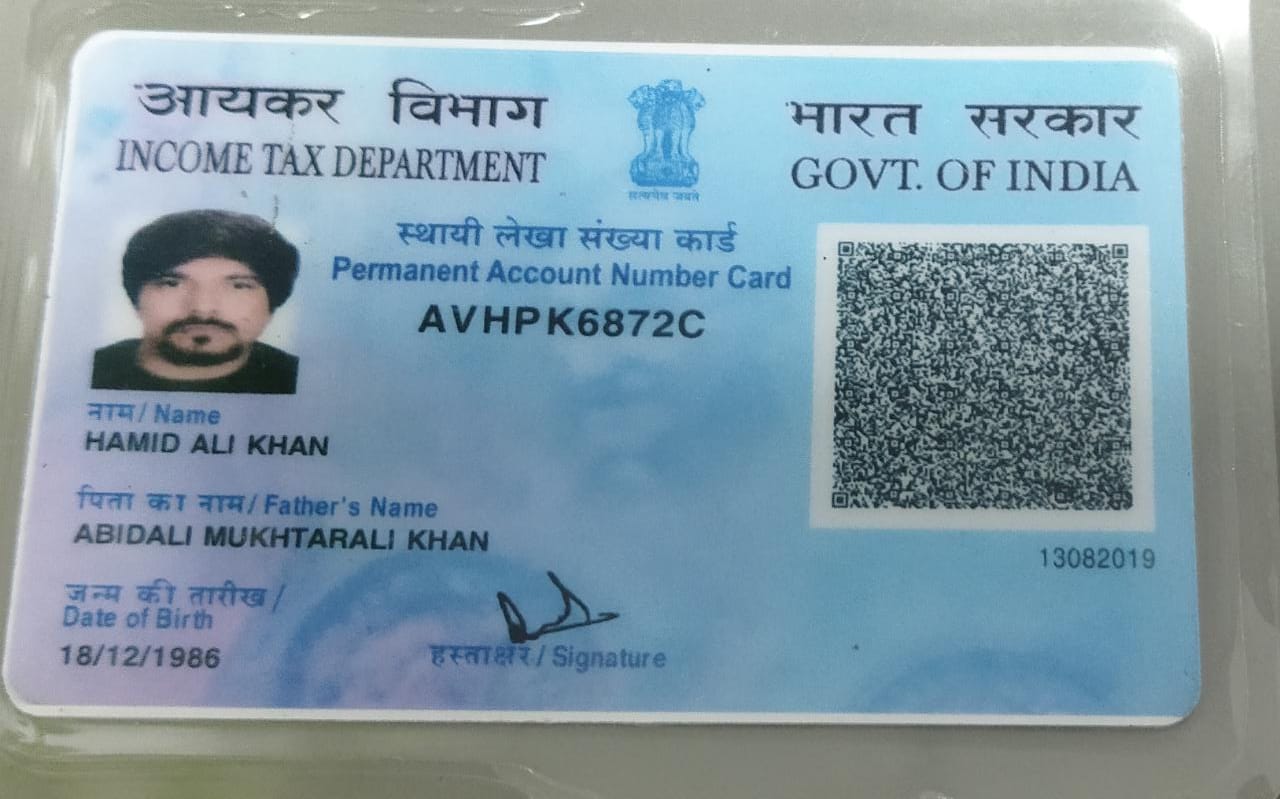 आयकर विभाग
INCOME TAX DEPARTMENT
भारत सरकार
GOVT. OF INDIA
सत्यमेव जयते
स्थायी लेखा संख्या कार्ड
Permanent Account Number Card
AVHPK6872C
नाम / Name
HAMID ALI KHAN
पिता का नाम / Father's Name
ABIDALI MUKHTARALI KHAN
जन्म की तारीख /
Date of Birth
18/12/1986
हस्ताक्षर / Signature
13082019